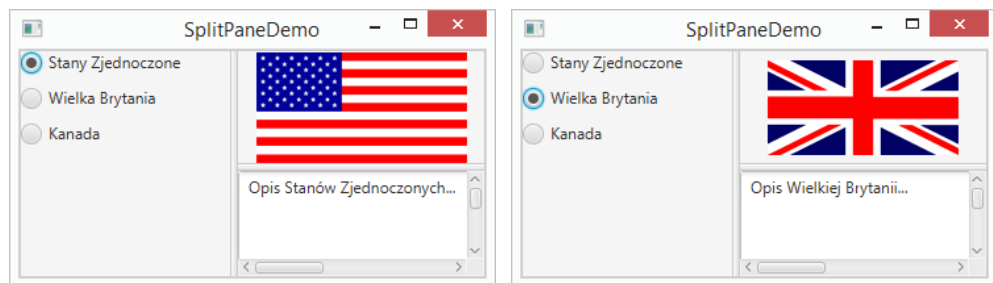 SplitPaneDemo
Stany Zjednoczone
Wielka Brytania
Kanada
Opis Stanów Zjednoczonych...
SplitPaneDemo
Stany Zjednoczone
Wielka Brytania
Kanada
Opis Wielkiej Brytanii...